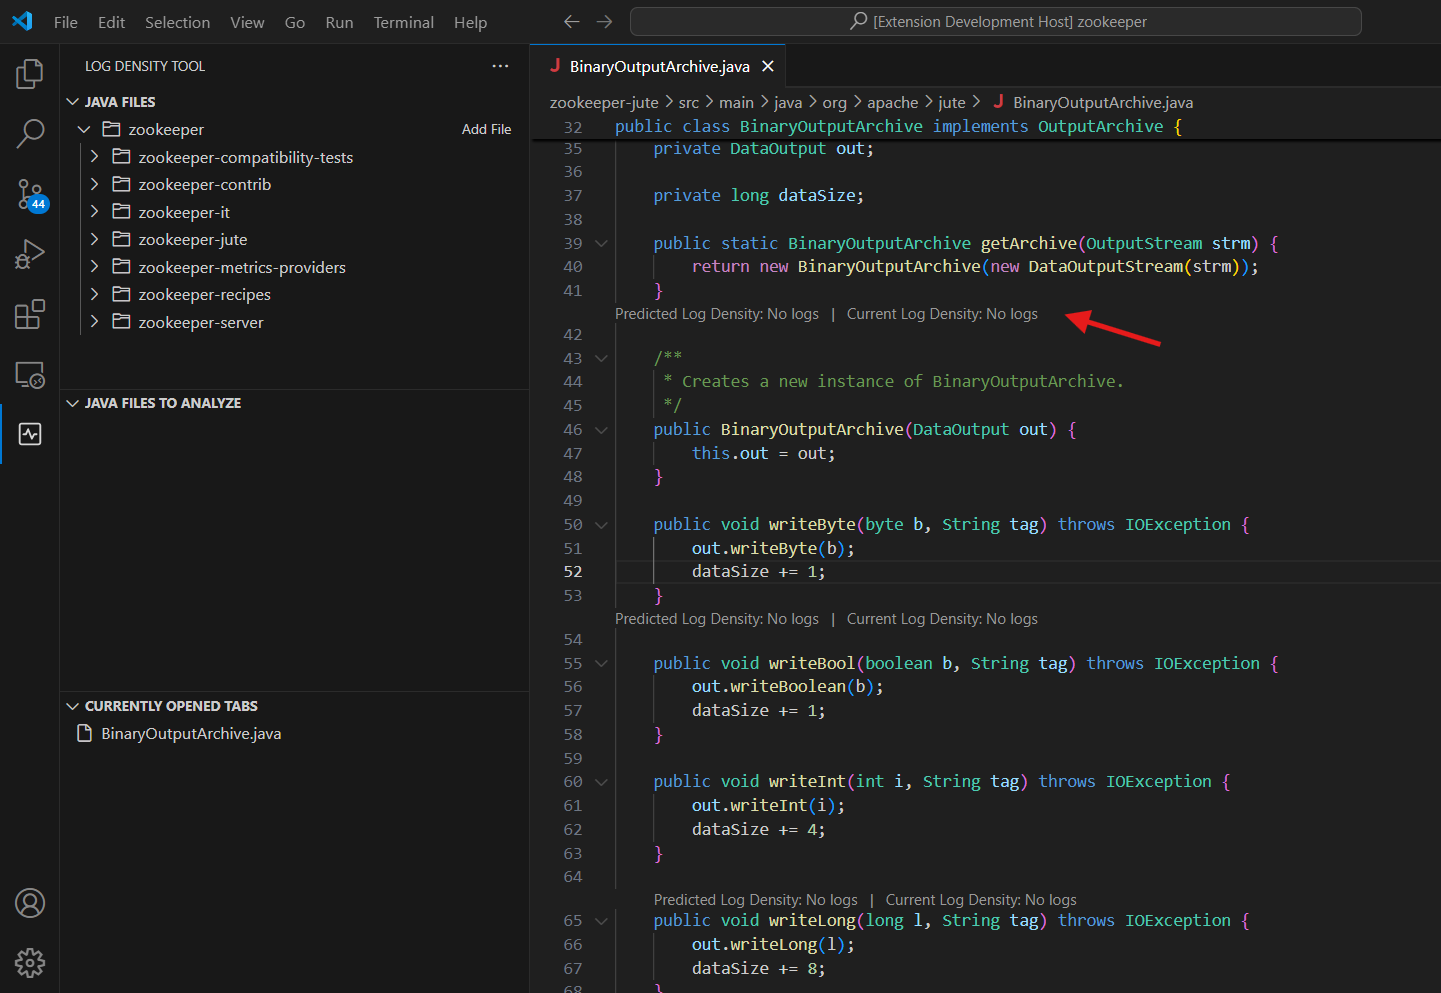 File Edit Selection View Go Run Terminal Help
[Extension Development Host] zookeeper
LOG DENSITY TOOL
JAVA FILES
zookeeper Add File
zookeeper-compatibility-tests
zookeeper-contrib
zookeeper-it
zookeeper-jute
zookeeper-metrics-providers
zookeeper-recipes
zookeeper-server
44
JAVA FILES TO ANALYZE
CURRENTLY OPENED TABS
BinaryOutputArchive.java
J BinaryOutputArchive.java
zookeeper-jute > src > main > java > org > apache > jute > J BinaryOutputArchive.java
32 public class BinaryOutputArchive implements OutputArchive {
35 private DataOutput out;
36
37 private long dataSize;
38
39 public static BinaryOutputArchive getArchive(OutputStream strm) {
40 return new BinaryOutputArchive(new DataOutputStream(strm));
41 }
Predicted Log Density: No logs | Current Log Density: No logs
42
43 /**
44 * Creates a new instance of BinaryOutputArchive.
45 */
46 public BinaryOutputArchive(DataOutput out) {
47 this.out = out;
48 }
49
50 public void writeByte(byte b, String tag) throws IOException {
51 out.writeByte(b);
52 dataSize += 1;
53 }
Predicted Log Density: No logs | Current Log Density: No logs
54
55 public void writeBool(boolean b, String tag) throws IOException {
56 out.writeBoolean(b);
57 dataSize += 1;
58 }
59
60 public void writeInt(int i, String tag) throws IOException {
61 out.writeInt(i);
62 dataSize += 4;
63 }
64
Predicted Log Density: No logs | Current Log Density: No logs
65 public void writeLong(long l, String tag) throws IOException {
66 out.writeLong(l);
67 dataSize += 8;
68 }